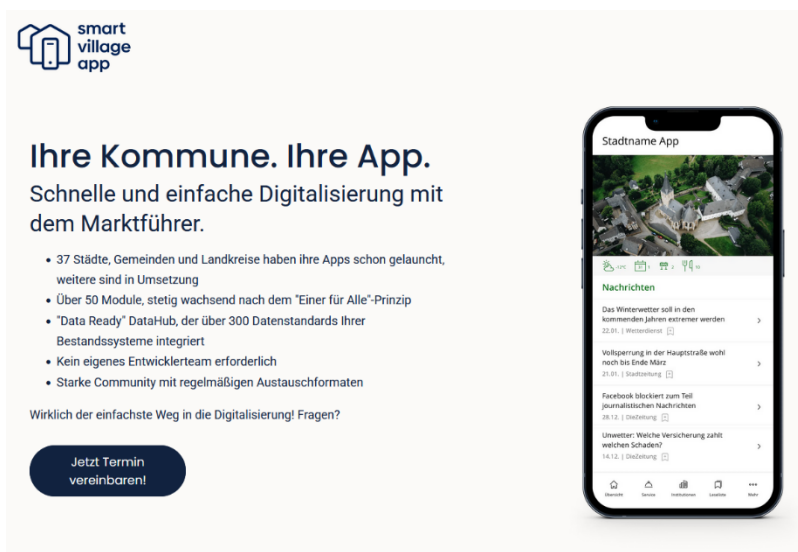 smart
village
app
Ihre Kommune. Ihre App.
Schnelle und einfache Digitalisierung mit
dem Marktführer.
• 37 Städte, Gemeinden und Landkreise haben ihre Apps schon gelauncht,
weitere sind in Umsetzung
• Über 50 Module, stetig wachsend nach dem "Einer für Alle"-Prinzip
• "Data Ready" DataHub, der über 300 Datenstandards Ihrer
Bestandssysteme integriert
• Kein eigenes Entwicklerteam erforderlich
• Starke Community mit regelmäßigen Austauschformaten
Wirklich der einfachste Weg in die Digitalisierung! Fragen?
Jetzt Termin
vereinbaren!
Stadtname App
Nachrichten
Das Winterwetter soll in den
kommenden Jahren extremer werden
22.01. | Wetterdienst
Vollsperrung in der Hauptstraße wohl
noch bis Ende März
21.01. | Stadtzeitung
Facebook blockiert zum Teil
journalistischen Nachrichten
28.12. | DieZeitung
Unwetter: Welche Versicherung zahlt
welchen Schaden?
14.12. | DieZeitung
Übersicht Service Institutionen Leseliste Mehr